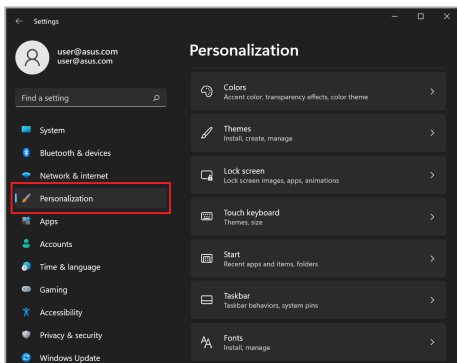 Settings
user@asus.com
user@asus.com
Find a setting
System
Bluetooth & devices
Network & internet
Personalization
Apps
Accounts
Time & language
Gaming
Accessibility
Privacy & security
Windows Update
Personalization
Colors
Accent color, transparency effects, color theme
Themes
Install, create, manage
Lock screen
Lock screen images, apps, animations
Touch keyboard
Themes, size
Start
Recent apps and items, folders
Taskbar
Taskbar behaviors, system pins
Fonts
Install, manage